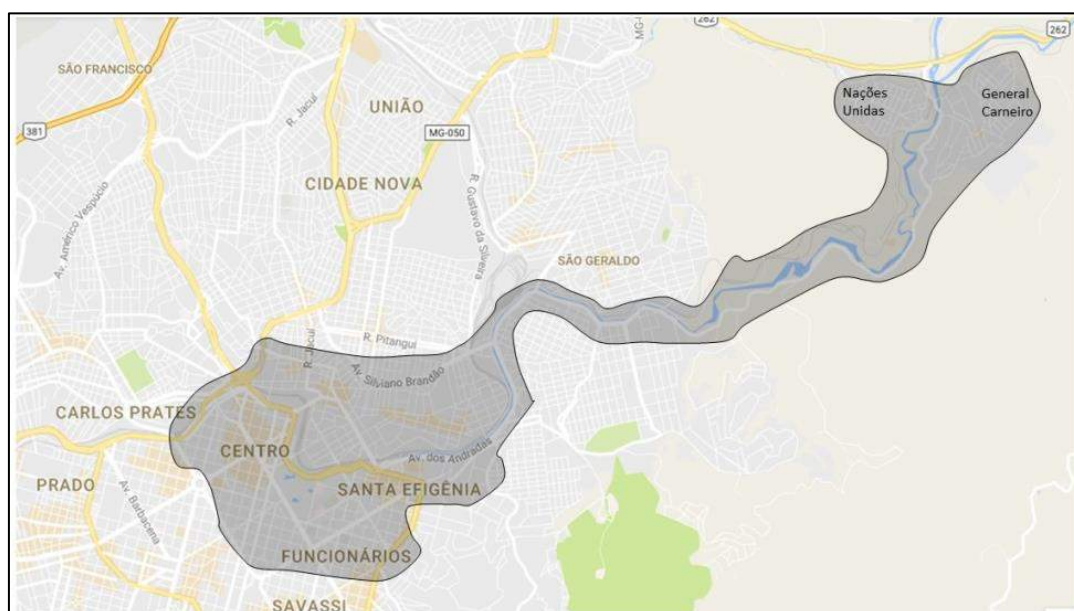 262
262
MG-0
SÃO FRANCISCO
Nações
Unidas
General
Carneiro
R. Jacuí
UNIÃO
381
MG-050
CIDADE NOVA
Av. Américo Vespúcio
R. Gustavo da Silveira
SÃO GERALDO
R. Pitangui
R. Jacuí
Av. Silviano Brandão
CARLOS PRATES
CENTRO
Av. dos Andradas
PRADO
SANTA EFIGÊNIA
Av. Barbacena
FUNCIONÁRIOS
SAVASSI